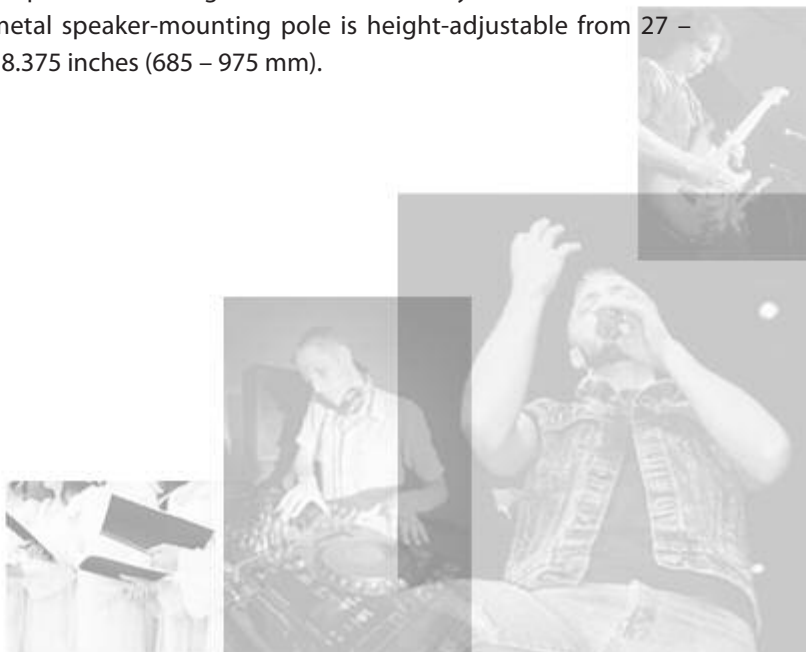 metal speaker-mounting pole is height-adjustable from 27 –
8.375 inches (685 – 975 mm).